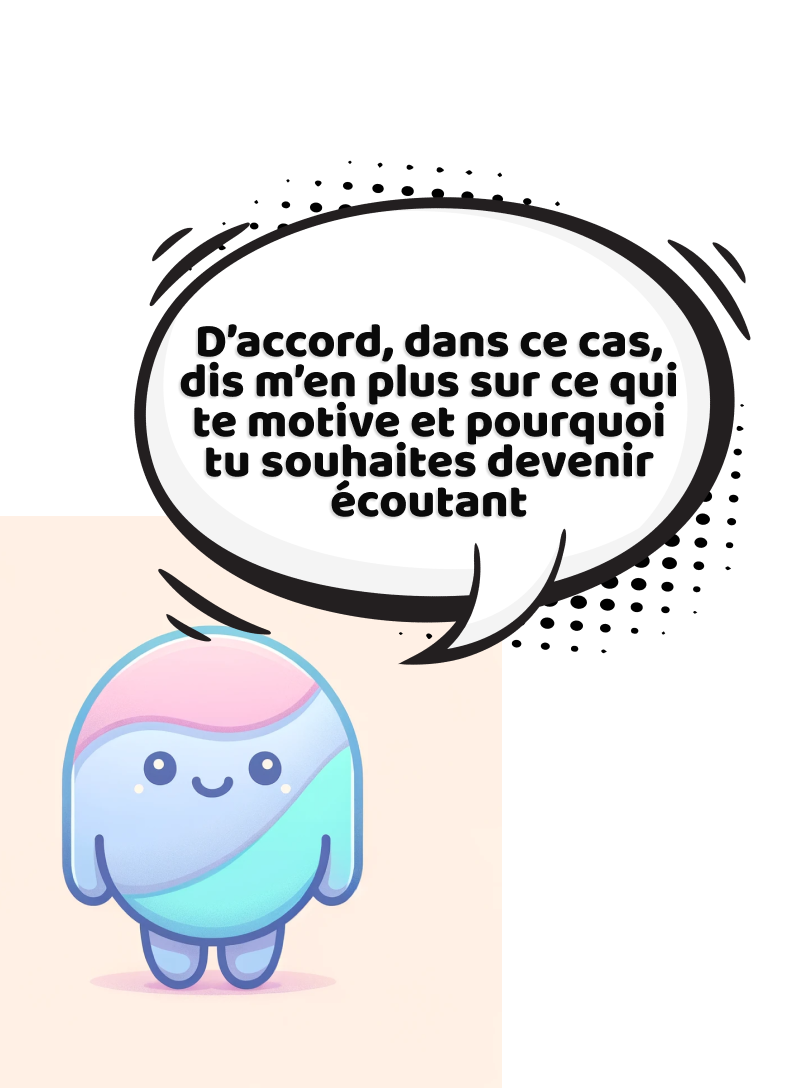 D’accord, dans ce cas,
dis m’en plus sur ce qui
te motive et pourquoi
tu souhaites devenir
écoutant